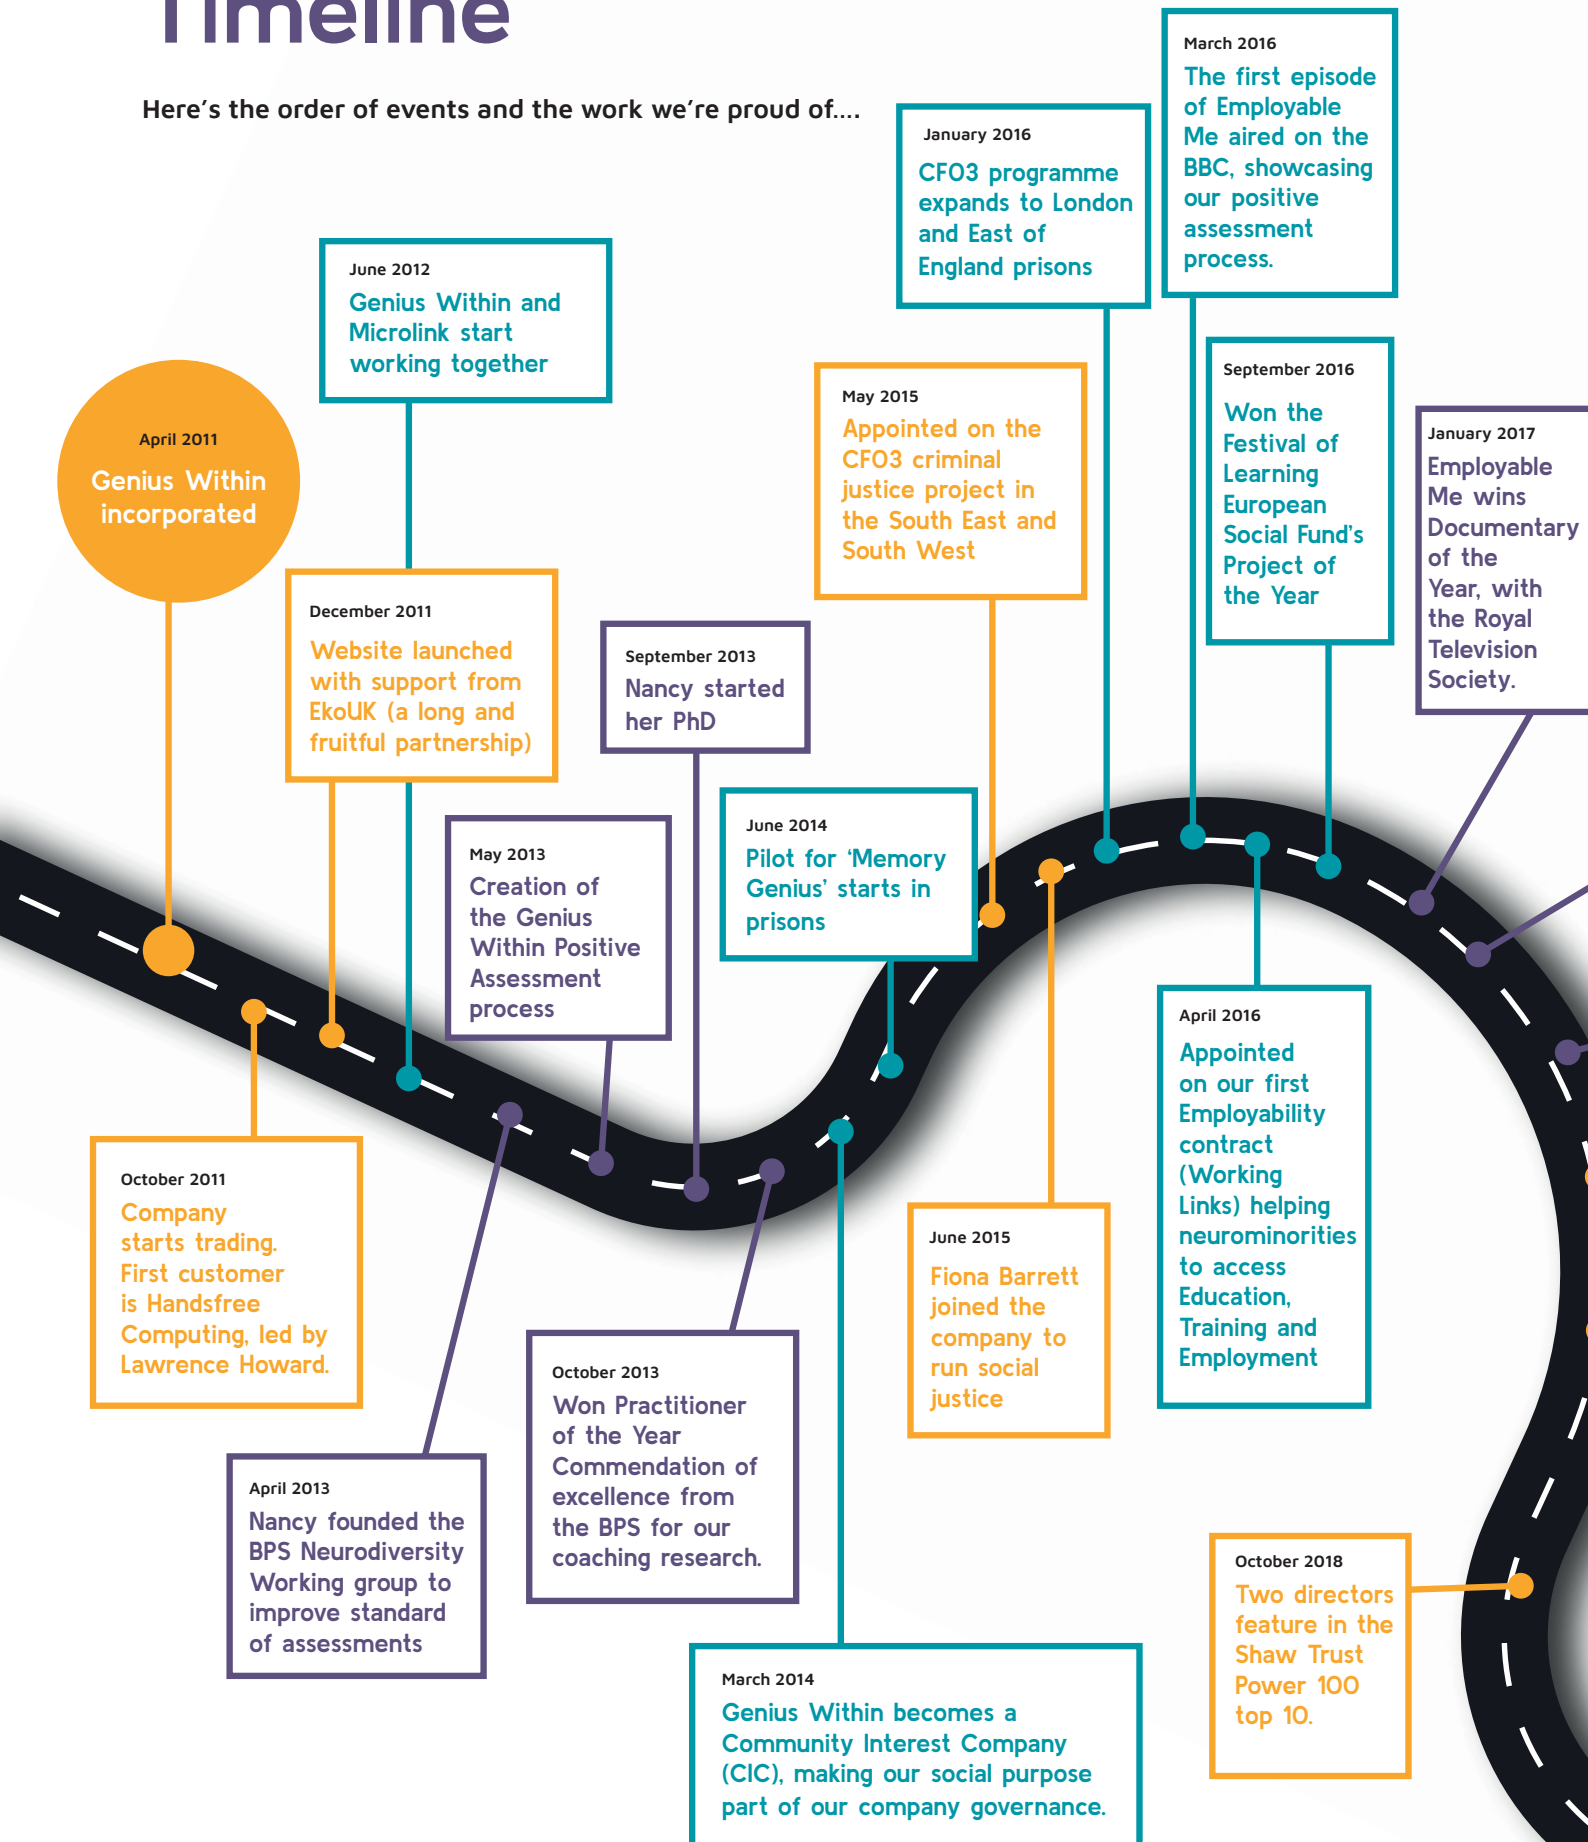 Timeline
Here’s the order of events and the work we’re proud of....
April 2011
Genius Within
incorporated
October 2011
Company
starts trading.
First customer
is Handsfree
Computing, led by
Lawrence Howard.
December 2011
Website launched
with support from
EkoUK (a long and
fruitful partnership)
June 2012
Genius Within and
Microlink start
working together
April 2013
Nancy founded the
BPS Neurodiversity
Working group to
improve standard
of assessments
May 2013
Creation of
the Genius
Within Positive
Assessment
process
September 2013
Nancy started
her PhD
October 2013
Won Practitioner
of the Year
Commendation of
excellence from
the BPS for our
coaching research.
March 2014
Genius Within becomes a
Community Interest Company
(CIC), making our social purpose
part of our company governance.
June 2014
Pilot for ‘Memory
Genius’ starts in
prisons
May 2015
Appointed on the
CFO3 criminal
justice project in
the South East and
South West
June 2015
Fiona Barrett
joined the
company to
run social
justice
January 2016
CFO3 programme
expands to London
and East of
England prisons
March 2016
The first episode
of Employable
Me aired on the
BBC, showcasing
our positive
assessment
process.
April 2016
Appointed
on our first
Employability
contract
(Working
Links) helping
neurominorities
to access
Education,
Training and
Employment
September 2016
Won the
Festival of
Learning
European
Social Fund’s
Project of
the Year
January 2017
Employable
Me wins
Documentary
of the
Year, with
the Royal
Television
Society.
October 2018
Two directors
feature in the
Shaw Trust
Power 100
top 10.